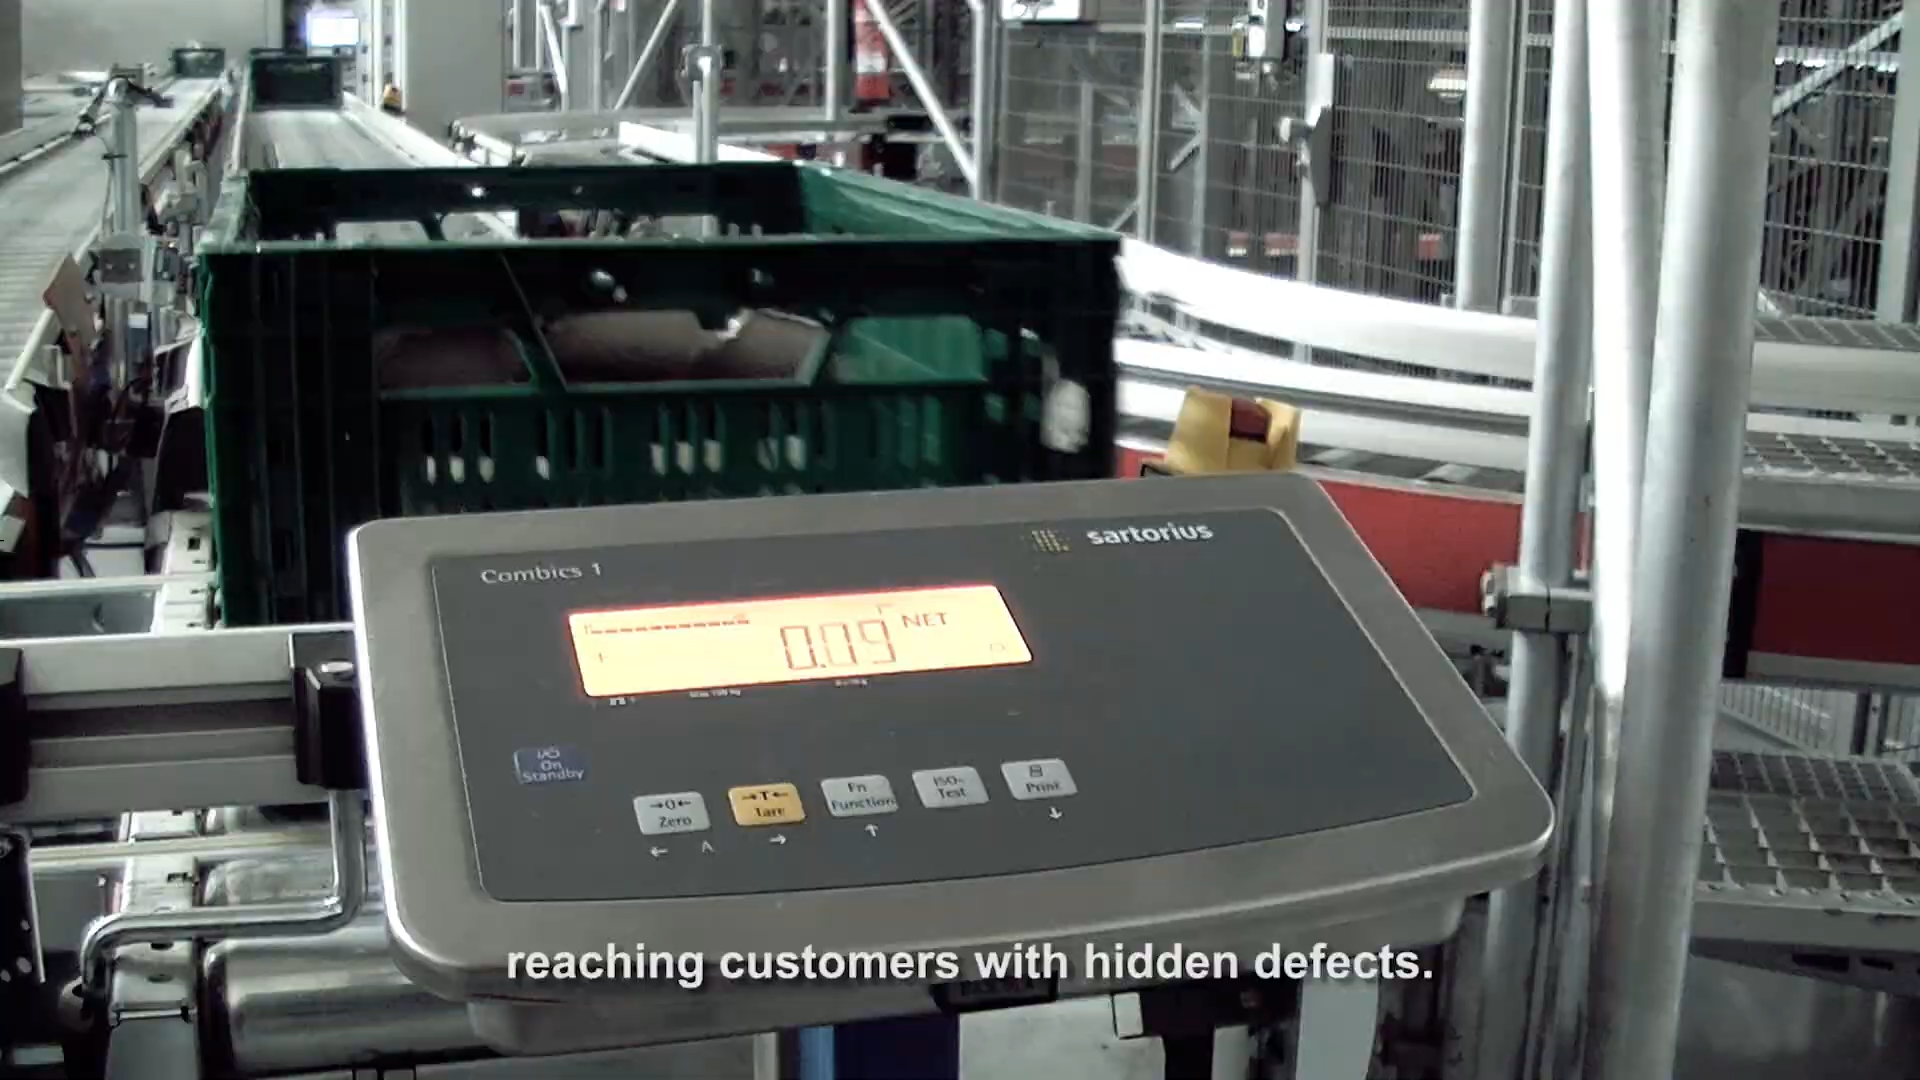 sartorius
Combics 1
NET
0.09
I/O
On
Standby
→0←
Zero
→T←
Tare
Fn
Function
ISO-
Test
Print
A
reaching customers with hidden defects.